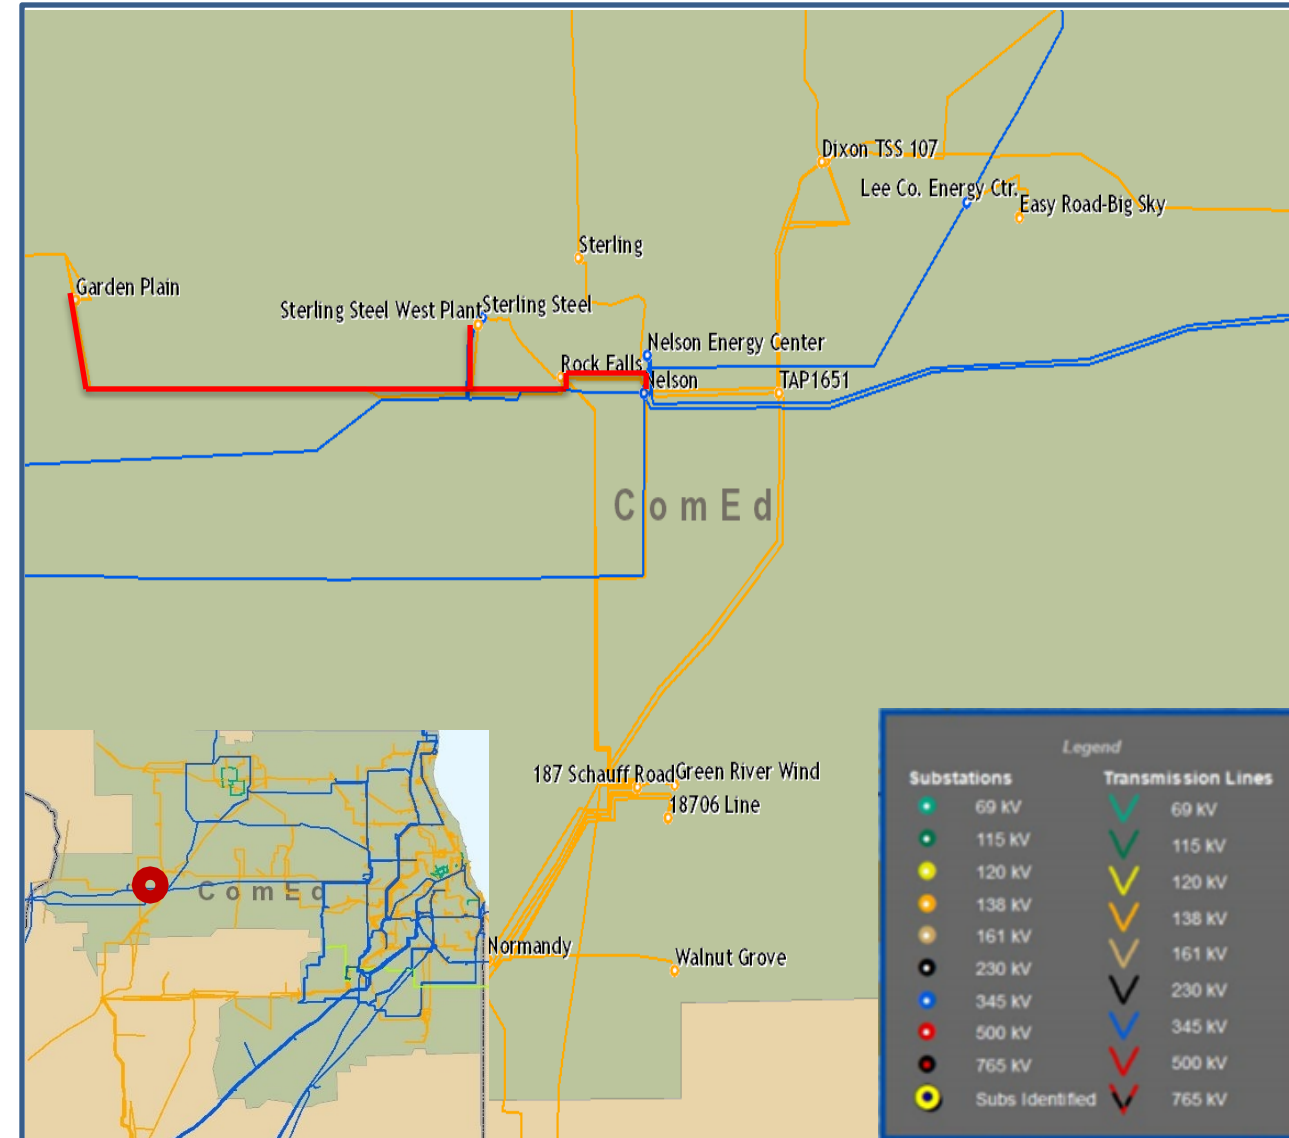 Dixon TSS 107
Lee Co. Energy Ctr.
Easy Road-Big Sky
Sterling
Garden Plain
Sterling Steel West Plant
Sterling Steel
Nelson Energy Center
Rock Falls
Nelson
TAP1651
ComEd
187 Schauff Road
Green River Wind
18706 Line
Normandy
Walnut Grove
ComEd
Legend
Substations Transmission Lines
69 kV 69 kV
115 kV 115 kV
120 kV 120 kV
138 kV 138 kV
161 kV 161 kV
230 kV 230 kV
345 kV 345 kV
500 kV 500 kV
765 kV 765 kV
Subs Identified